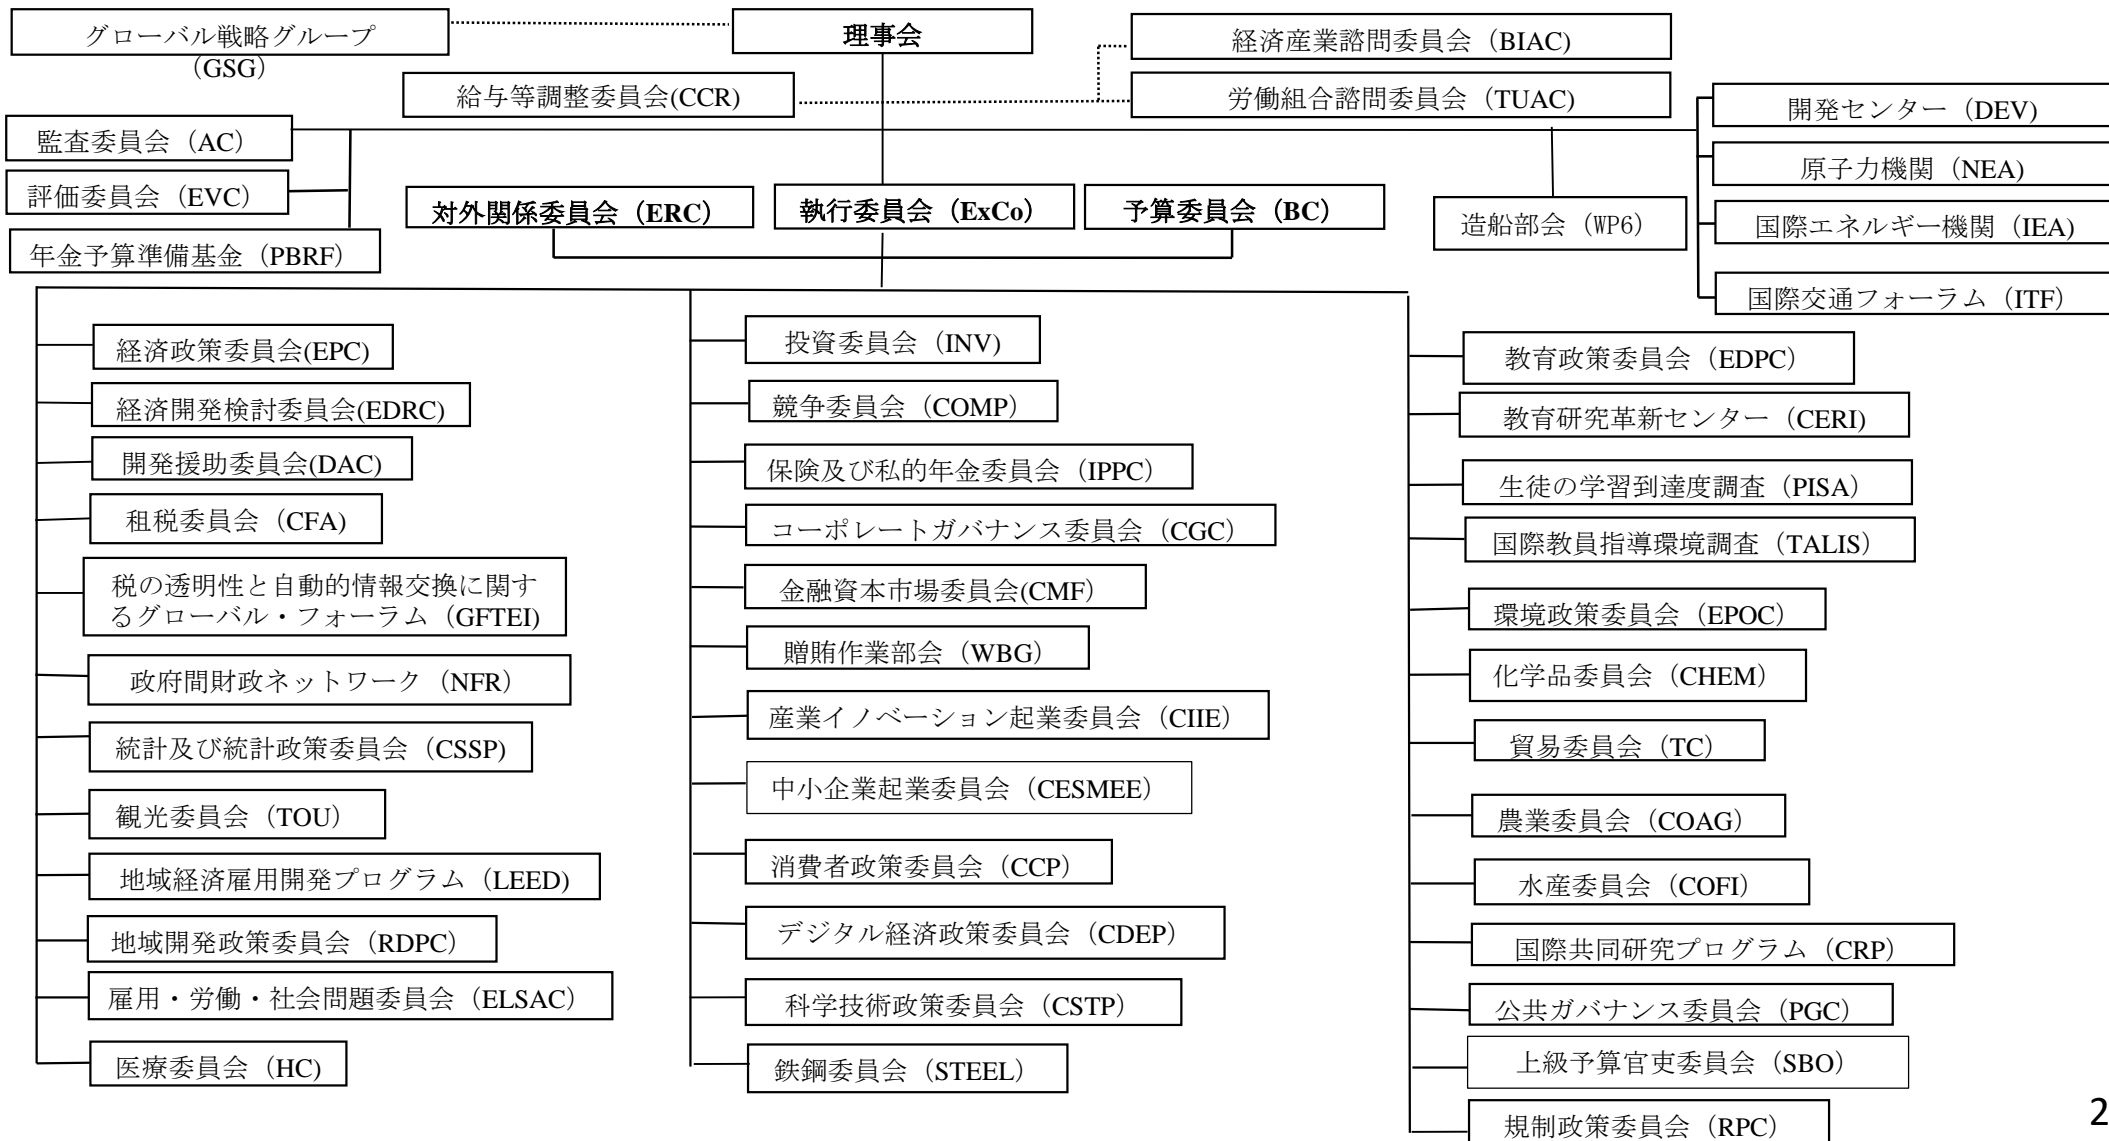 グローバル戦略グループ
（GSG）
理事会
経済産業諮問委員会（BIAC）
給与等調整委員会(CCR)
労働組合諮問委員会（TUAC）
監査委員会（AC）
評価委員会（EVC）
年金予算準備基金（PBRF）
対外関係委員会（ERC）
執行委員会（ExCo）
予算委員会（BC）
造船部会（WP6）
開発センター（DEV）
原子力機関（NEA）
国際エネルギー機関（IEA）
国際交通フォーラム（ITF）
経済政策委員会(EPC)
経済開発検討委員会(EDRC)
開発援助委員会(DAC)
租税委員会（CFA）
税の透明性と自動的情報交換に関す
るグローバル・フォーラム（GFTEI)
政府間財政ネットワーク（NFR）
統計及び統計政策委員会（CSSP）
観光委員会（TOU）
地域経済雇用開発プログラム（LEED）
地域開発政策委員会（RDPC）
雇用・労働・社会問題委員会（ELSAC）
医療委員会（HC）
投資委員会（INV)
競争委員会（COMP）
保険及び私的年金委員会（IPPC）
コーポレートガバナンス委員会（CGC）
金融資本市場委員会(CMF）
贈賄作業部会（WBG）
産業イノベーション起業委員会（CIIE）
中小企業起業委員会（CESMEE）
消費者政策委員会（CCP）
デジタル経済政策委員会（CDEP）
科学技術政策委員会（CSTP）
鉄鋼委員会（STEEL）
教育政策委員会（EDPC）
教育研究革新センター（CERI）
生徒の学習到達度調査（PISA）
国際教員指導環境調査（TALIS）
環境政策委員会（EPOC）
化学品委員会（CHEM）
貿易委員会（TC）
農業委員会（COAG）
水産委員会（COFI）
国際共同研究プログラム（CRP）
公共ガバナンス委員会（PGC）
上級予算官吏委員会（SBO）
規制政策委員会（RPC）
2